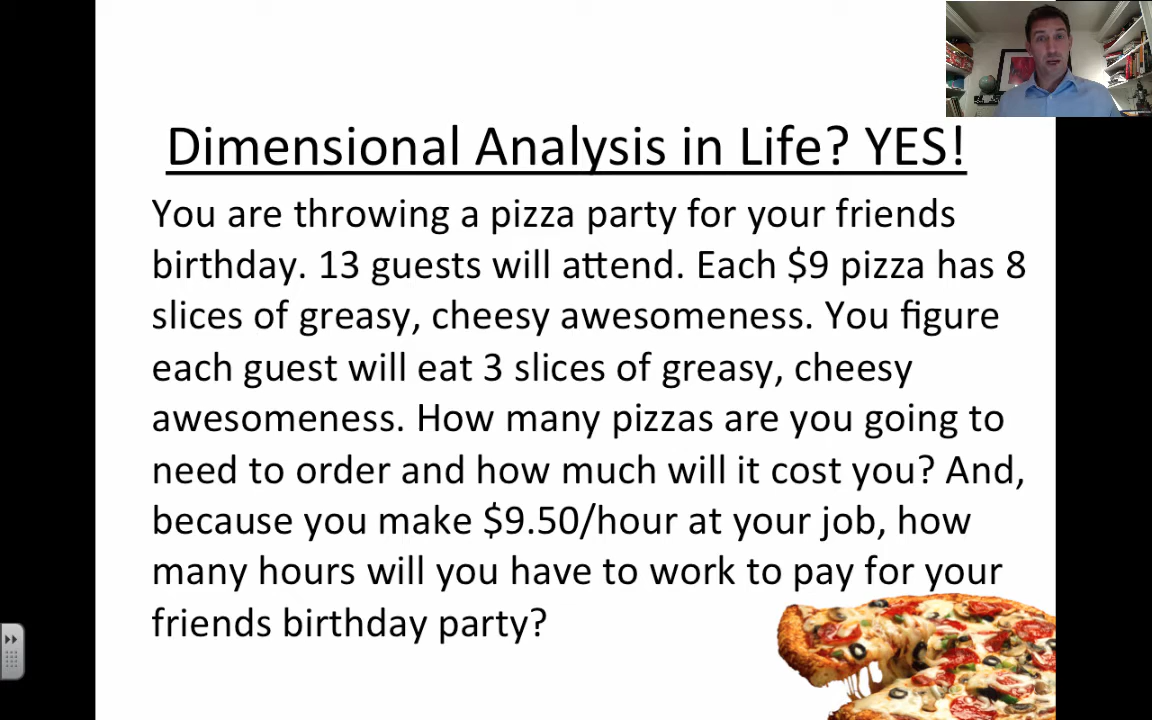 Dimensional Analysis in Life? YES!
You are throwing a pizza party for your friends
birthday. 13 guests will attend. Each $9 pizza has 8
slices of greasy, cheesy awesomeness. You figure
each guest will eat 3 slices of greasy, cheesy
awesomeness. How many pizzas are you going to
need to order and how much will it cost you? And,
because you make $9.50/hour at your job, how
many hours will you have to work to pay for your
friends birthday party?